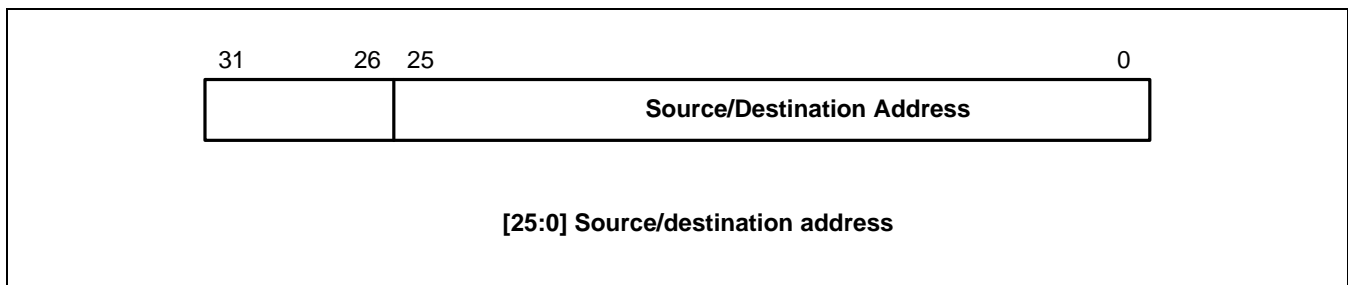 31 26 25 0
Source/Destination Address
[25:0] Source/destination address